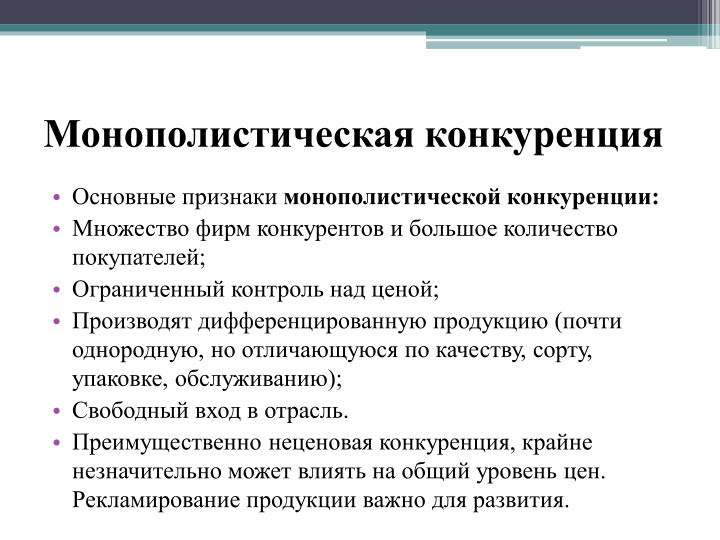 Монополистическая конкуренция
• Основные признаки монополистической конкуренции:
• Множество фирм конкурентов и большое количество
покупателей;
• Ограниченный контроль над ценой;
• Производят дифференцированную продукцию (почти
однородную, но отличающуюся по качеству, сорту,
упаковке, обслуживанию);
• Свободный вход в отрасль.
• Преимущественно неценовая конкуренция, крайне
незначительно может влиять на общий уровень цен.
Рекламирование продукции важно для развития.